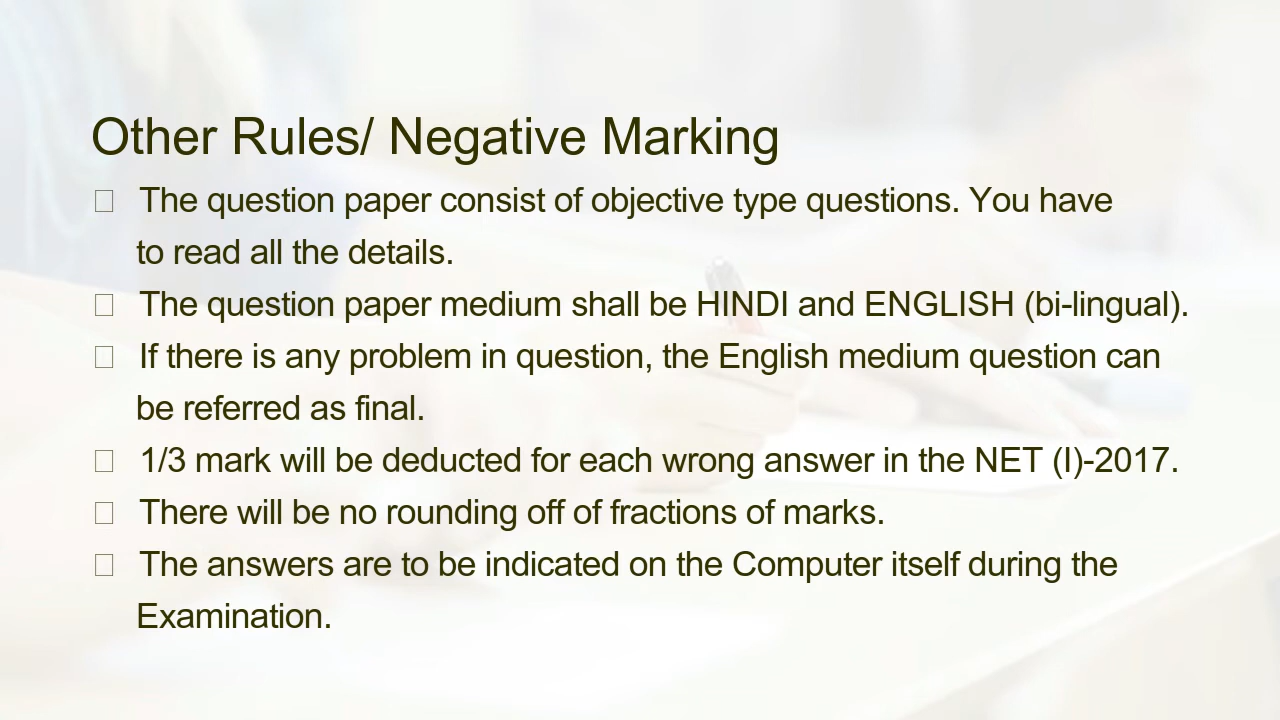 Other Rules/ Negative Marking
□ The question paper consist of objective type questions. You have
to read all the details.
□ The question paper medium shall be HINDI and ENGLISH (bi-lingual).
□ If there is any problem in question, the English medium question can
be referred as final.
□ 1/3 mark will be deducted for each wrong answer in the NET (I)-2017.
□ There will be no rounding off of fractions of marks.
□ The answers are to be indicated on the Computer itself during the
Examination.